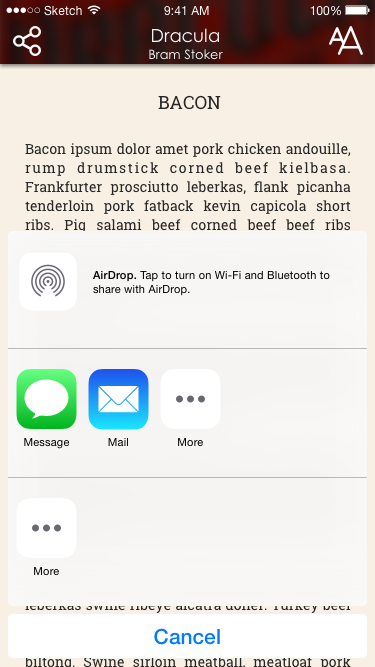 Sketch 9:41 AM 100%
Dracula
Bram Stoker
AA
BACON
Bacon ipsum dolor amet pork chicken andouille,
rump drumstick corned beef kielbasa.
Frankfurter prosciutto leberkas, flank picanha
tenderloin pork fatback kevin capicola short
ribs. Pig salami beef corned beef beef ribs
AirDrop. Tap to turn on Wi-Fi and Bluetooth to
share with AirDrop.
Message Mail More
More
leberkas swine ribeye alcatra doner. Turkey beef
Cancel
biltong. Swine sirloin meatball, meatloaf pork